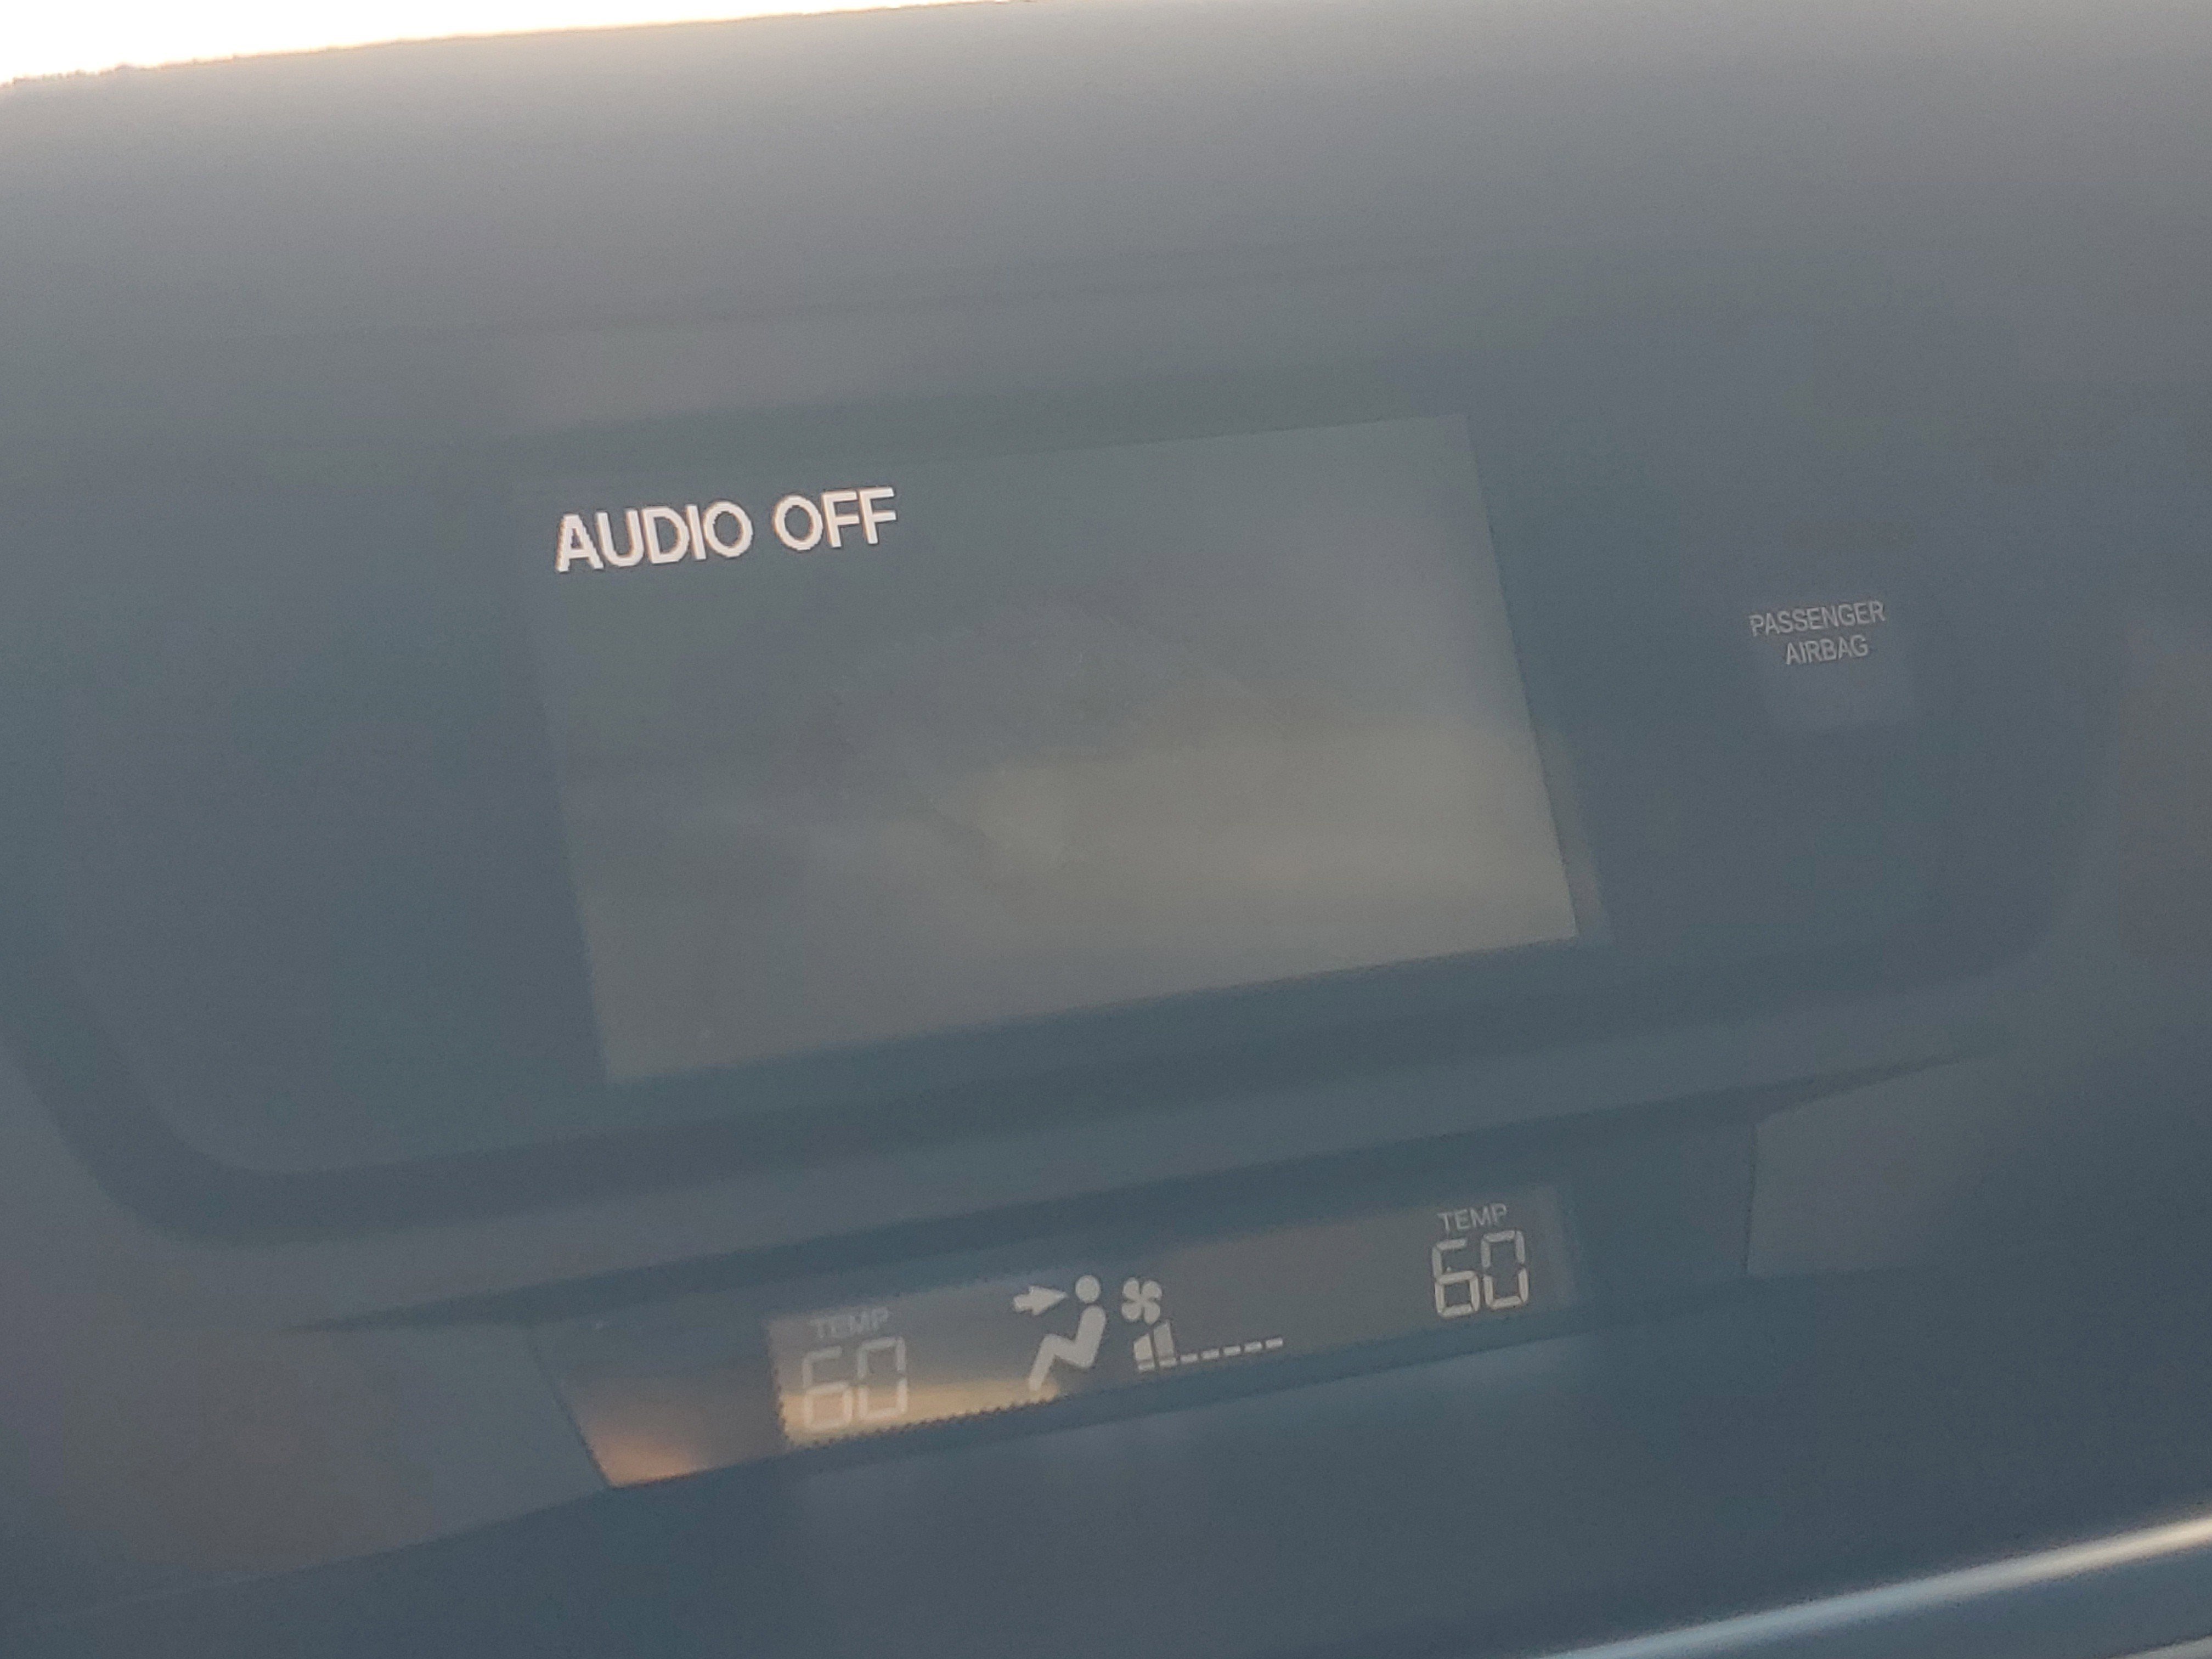 AUDIO OFF
PASSENGER
AIRBAG
TEMP
60
TEMP
60